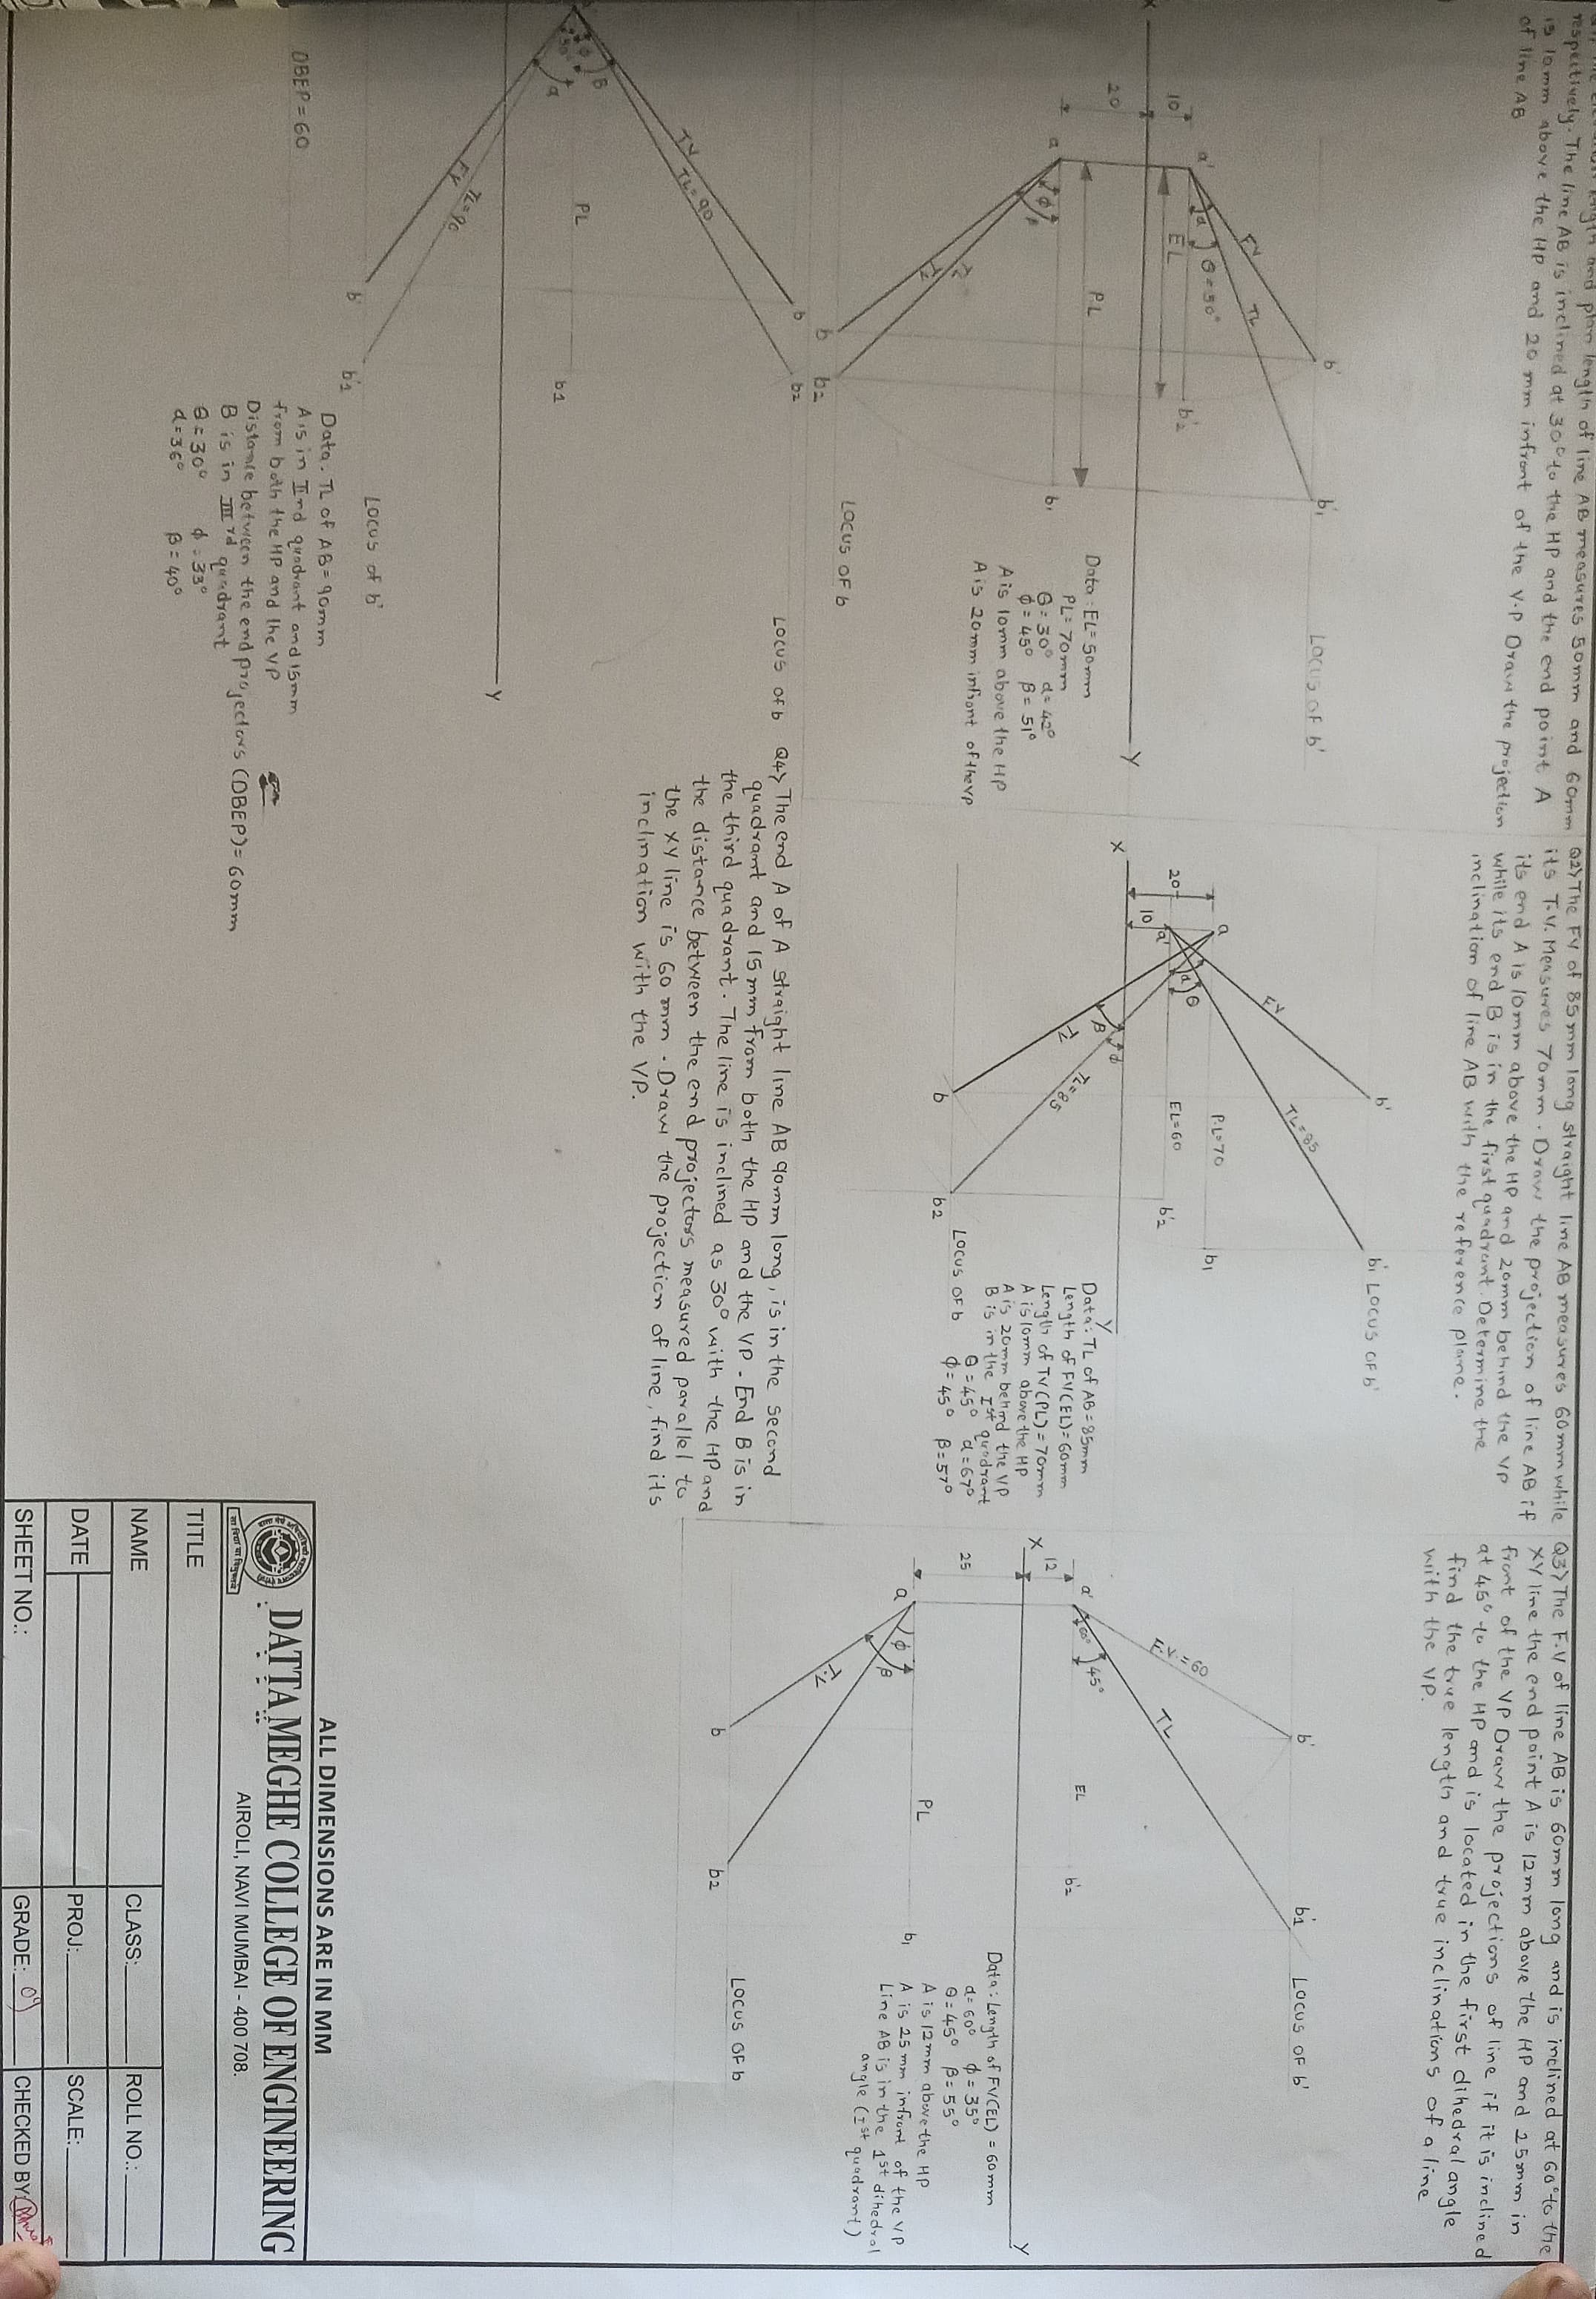 length and plan length of line AB measures 50mm and 60mm
respectively. The line AB is inclined at 30° to the HP and the end point A
is 10mm above the HP and 20 mm infront of the V.P Draw the projection
of line AB
Q2> The FV of 85 mm long straight line AB measures 60mm while
its T.V. Measures 70mm. Draw the projection of line AB if
its end A is 10mm above the HP and 20mm behind the VP
while its end B is in the first quadrant. Determine the
inclination of line AB with the reference plane.
Q3> The F.V of line AB is 60mm long and is inclined at 60° to the
XY line the end point A is 12mm above the HP and 25mm in
front of the VP Draw the projections of line if it is inclined
at 45° to the HP and is located in the first dihedral angle
find the true length and true inclinations of a line
with the VP.
b'
b'1
LOCUS OF b'
FV
TL
a'
α
θ=30°
b'2
EL
10
X
Y
20
P.L
a
φ
β
b1
TL
TV
LOCUS OF b
b
b2
Data: EL=50mm
PL=70mm
θ=30° α=42°
φ=45° β=51°
A is 10mm above the HP
A is 20mm infront of the VP
b'
b'1 LOCUS OF b'
FV
TL=85
a
P.L=70
b1
20
α
θ
EL=60
b'2
a'
10
X
Y
φ
β
TV
TL=85
LOCUS OF b
b
b2
Data: TL of AB=85mm
Length of FV(EL)=60mm
Length of TV(PL)=70mm
A is 10mm above the HP
A is 20mm behind the VP
B is in the Ist quadrant
θ=45° α=67°
φ=45° β=57°
b'
b'1
LOCUS OF b'
F.V=60
TL
a'
60°
45°
EL
b'2
12
X
Y
25
PL
a
φ
β
b1
T.V
LOCUS OF b
b
b2
Data: Length of FV(EL) = 60mm
α=60° φ=35°
θ=45° β=55°
A is 12mm above the HP
A is 25mm infront of the VP
Line AB is in the 1st dihedral
angle (Ist quadrant)
b
b2
LOCUS of b
Q4> The end A of A straight line AB 90mm long, is in the second
quadrant and 15mm from both the HP and the VP. End B is in
the third quadrant. The line is inclined as 30° with the HP and
the distance between the end projectors measured parallel to
the XY line is 60 mm. Draw the projection of line, find its
inclination with the VP.
TV
TL=90
β
φ
30°
α
PL
b1
Y
TL=90
FV
LOCUS of b'
b'
b'1
DBEP=60
Data. TL of AB=90mm
A is in IInd quadrant and 15mm
from both the HP and the VP
Distance between the end projectors (DBEP)=60mm
B is in IIIrd quadrant
θ=30° φ=33°
α=36° β=40°
ALL DIMENSIONS ARE IN MM
DATTA MEGHE COLLEGE OF ENGINEERING
AIROLI, NAVI MUMBAI - 400 708.
TITLE
NAME
CLASS:
ROLL NO.:
DATE
PROJ:
SCALE:
SHEET NO.:
GRADE: 09
CHECKED BY: